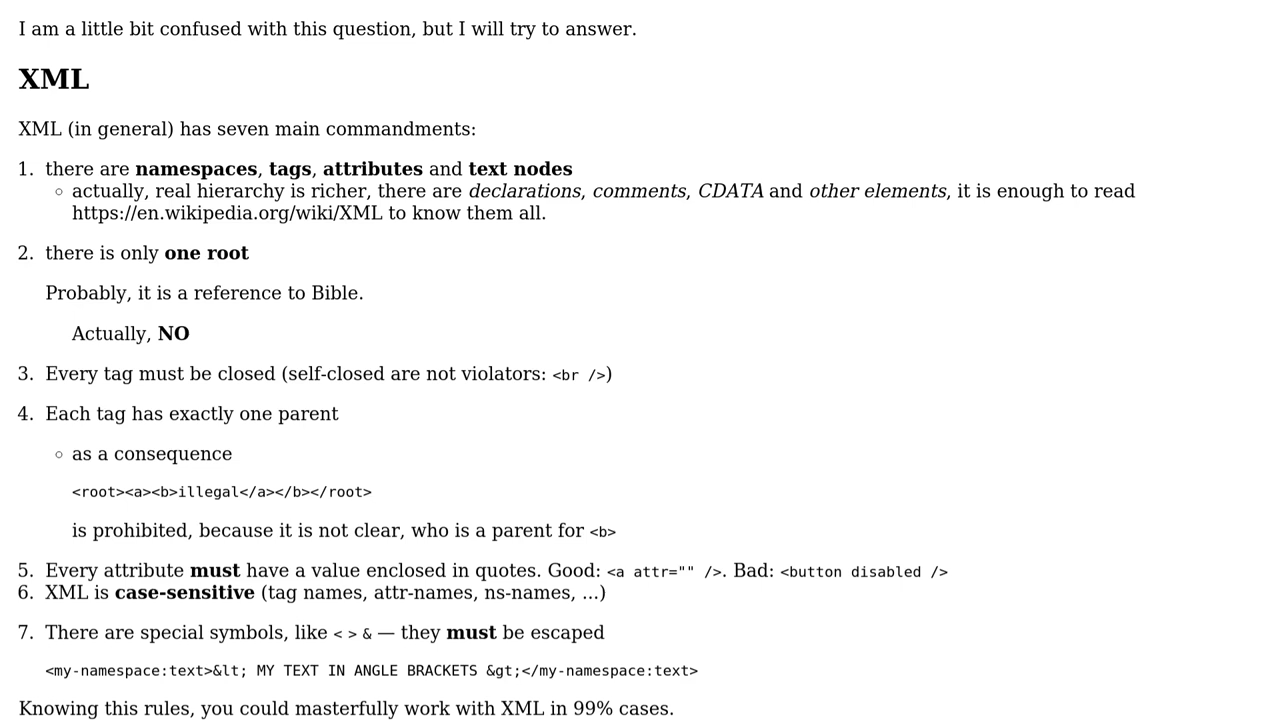 I am a little bit confused with this question, but I will try to answer.
XML
XML (in general) has seven main commandments:
1. there are namespaces, tags, attributes and text nodes
◦ actually, real hierarchy is richer, there are declarations, comments, CDATA and other elements, it is enough to read
https://en.wikipedia.org/wiki/XML to know them all.
2. there is only one root
Probably, it is a reference to Bible.
Actually, NO
3. Every tag must be closed (self-closed are not violators: <br />)
4. Each tag has exactly one parent
◦ as a consequence
<root><a><b>illegal</a></b></root>
is prohibited, because it is not clear, who is a parent for <b>
5. Every attribute must have a value enclosed in quotes. Good: <a attr="" />. Bad: <button disabled />
6. XML is case-sensitive (tag names, attr-names, ns-names, ...)
7. There are special symbols, like < > & — they must be escaped
<my-namespace:text>&lt; MY TEXT IN ANGLE BRACKETS &gt;</my-namespace:text>
Knowing this rules, you could masterfully work with XML in 99% cases.